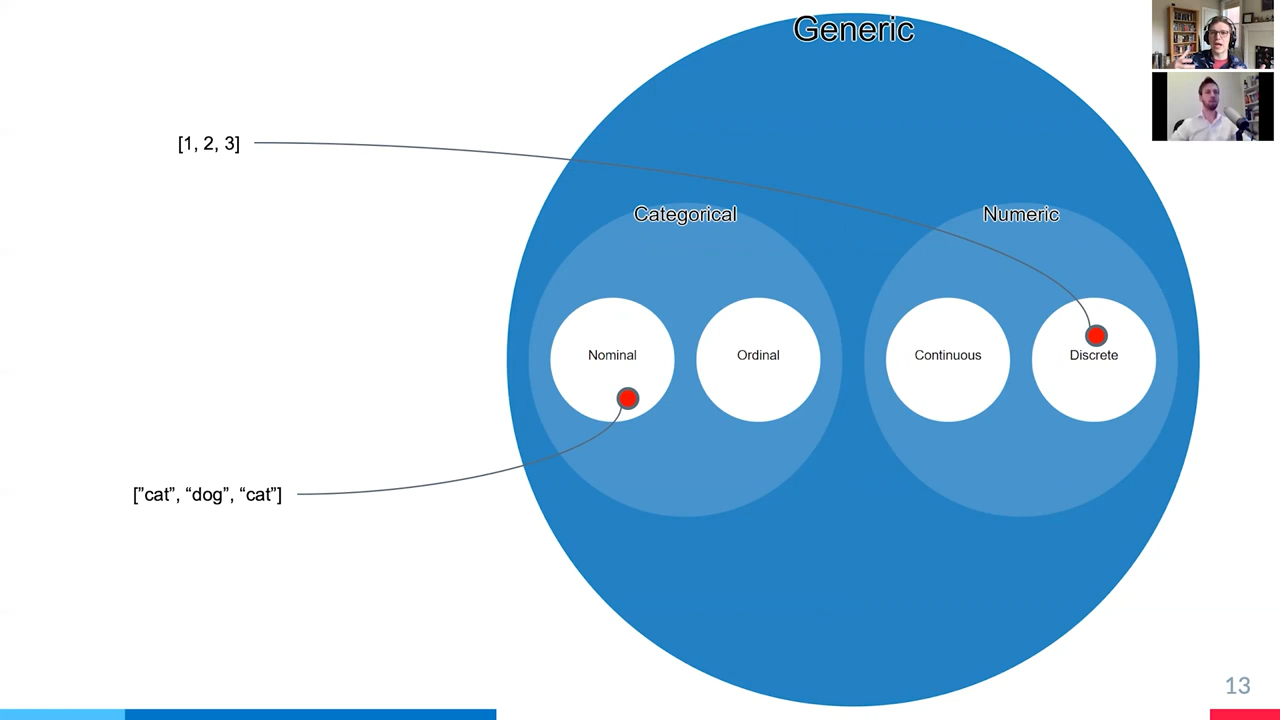 Generic
[1, 2, 3]
Categorical
Numeric
Nominal
Ordinal
Continuous
Discrete
[”cat”, “dog”, “cat”]
13